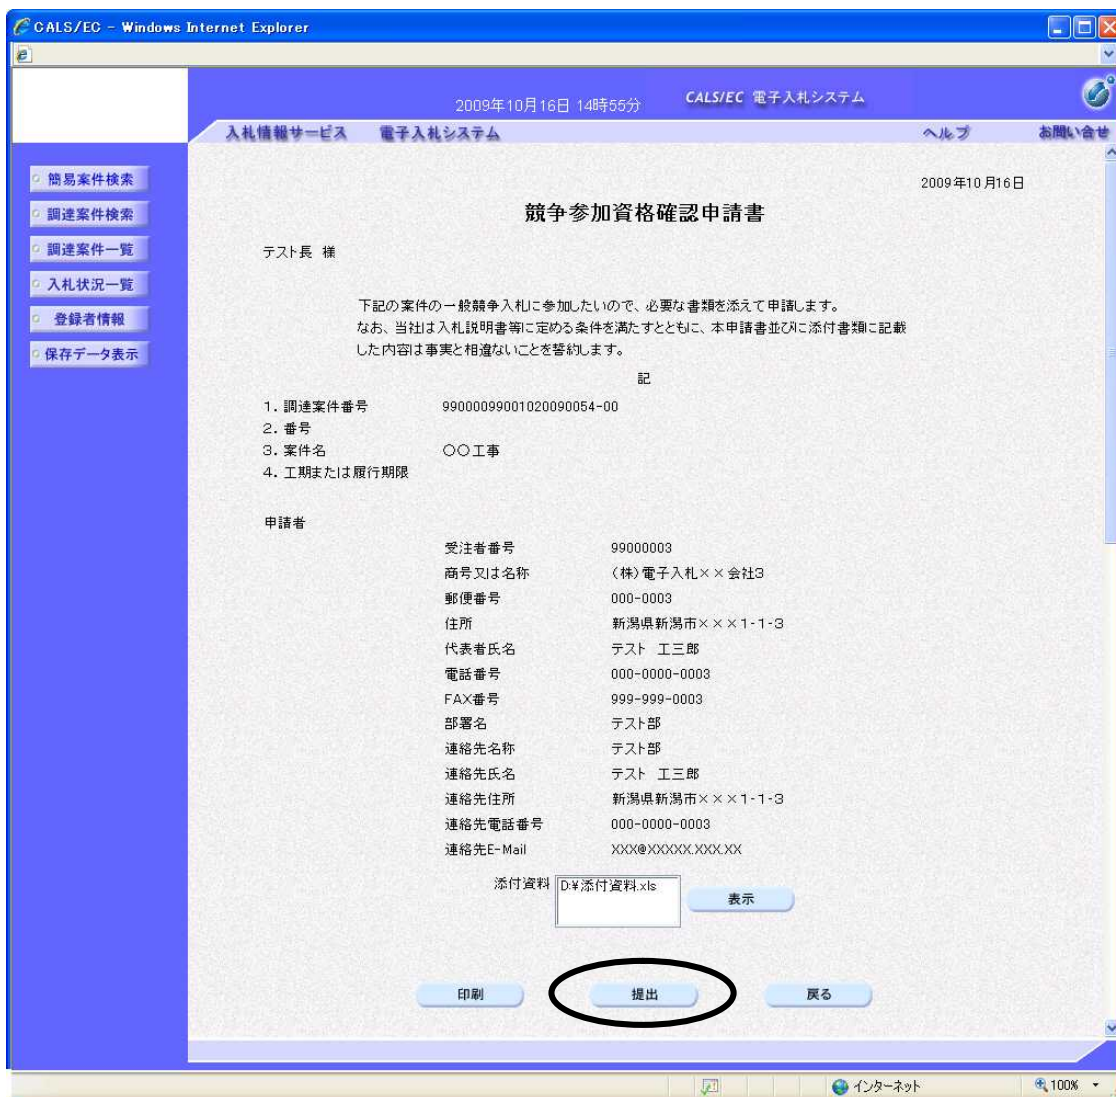 CALS/EC - Windows Internet Explorer
2009年10月16日 14時55分
CALS/EC 電子入札システム
入札情報サービス 電子入札システム ヘルプ お問い合せ
簡易案件検索
調達案件検索
調達案件一覧
入札状況一覧
登録者情報
保存データ表示
2009年10月16日
競争参加資格確認申請書
テスト長 様
下記の案件の一般競争入札に参加したいので、必要な書類を添えて申請します。
なお、当社は入札説明書等に定める条件を満たすとともに、本申請書並びに添付書類に記載
した内容は事実と相違ないことを誓約します。
記
1. 調達案件番号 99000099001020090054-00
2. 番号
3. 案件名 ○○工事
4. 工期または履行期限
申請者
受注者番号 99000003
商号又は名称 (株)電子入札××会社3
郵便番号 000-0003
住所 新潟県新潟市×××1-1-3
代表者氏名 テスト 工三郎
電話番号 000-0000-0003
FAX番号 999-999-0003
部署名 テスト部
連絡先名称 テスト部
連絡先氏名 テスト 工三郎
連絡先住所 新潟県新潟市×××1-1-3
連絡先電話番号 000-0000-0003
連絡先E-Mail XXX@XXXXX.XXX.XX
添付資料 D:¥添付資料.xls 表示
印刷 提出 戻る
インターネット 100%